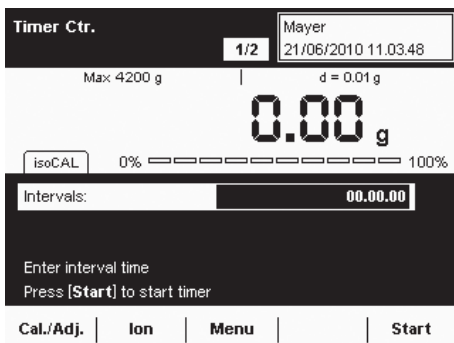 Timer Ctr.
Mayer
1/2
21/06/2010 11.03.48
Max 4200 g
d = 0.01 g
0.00 g
isoCAL
0%
100%
Intervals:
00.00.00
Enter interval time
Press [Start] to start timer
Cal./Adj.
Ion
Menu
Start